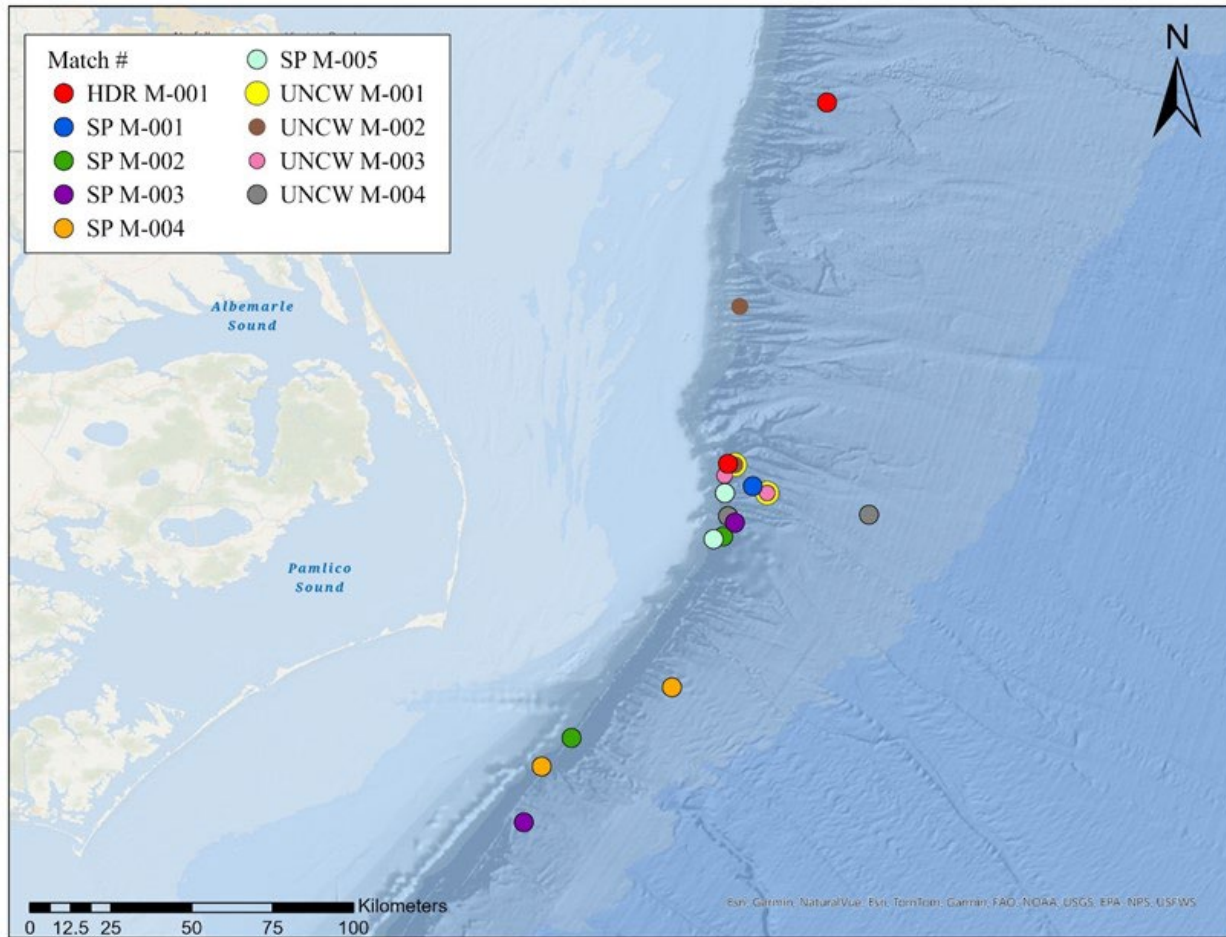 N
Match #
HDR M-001
SP M-001
SP M-002
SP M-003
SP M-004
SP M-005
UNCW M-001
UNCW M-002
UNCW M-003
UNCW M-004
Albemarle
Sound
Pamlico
Sound
Kilometers
0 12.5 25 50 75 100
Esri, Garmin, NaturalVue, Esri, TomTom, Garmin, FAO, NOAA, USGS, EPA, NPS, USFWS